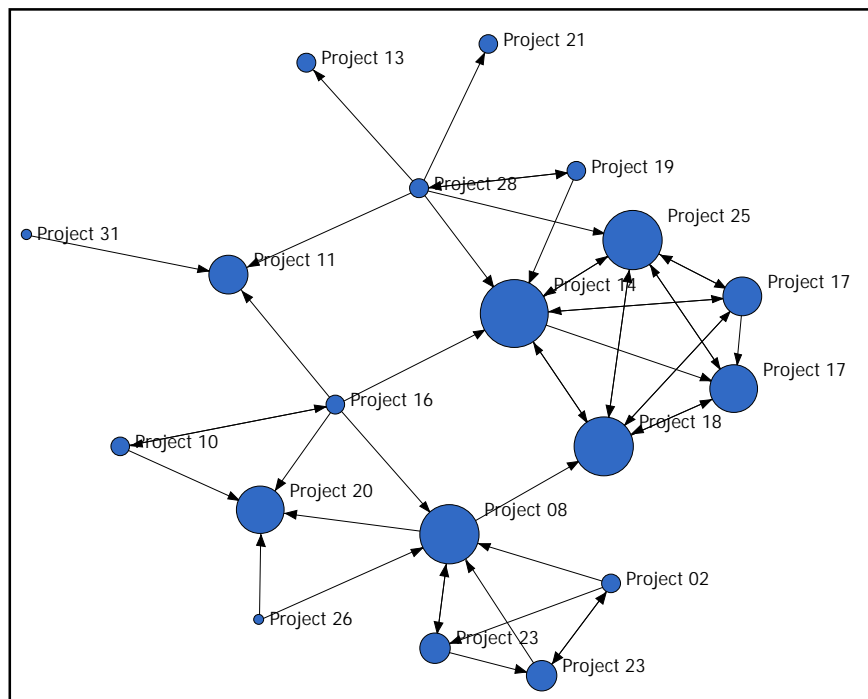 Project 21
Project 13
Project 19
Project 28
Project 25
Project 31
Project 11
Project 14
Project 17
Project 17
Project 16
Project 18
Project 10
Project 20
Project 08
Project 02
Project 26
Project 23
Project 23